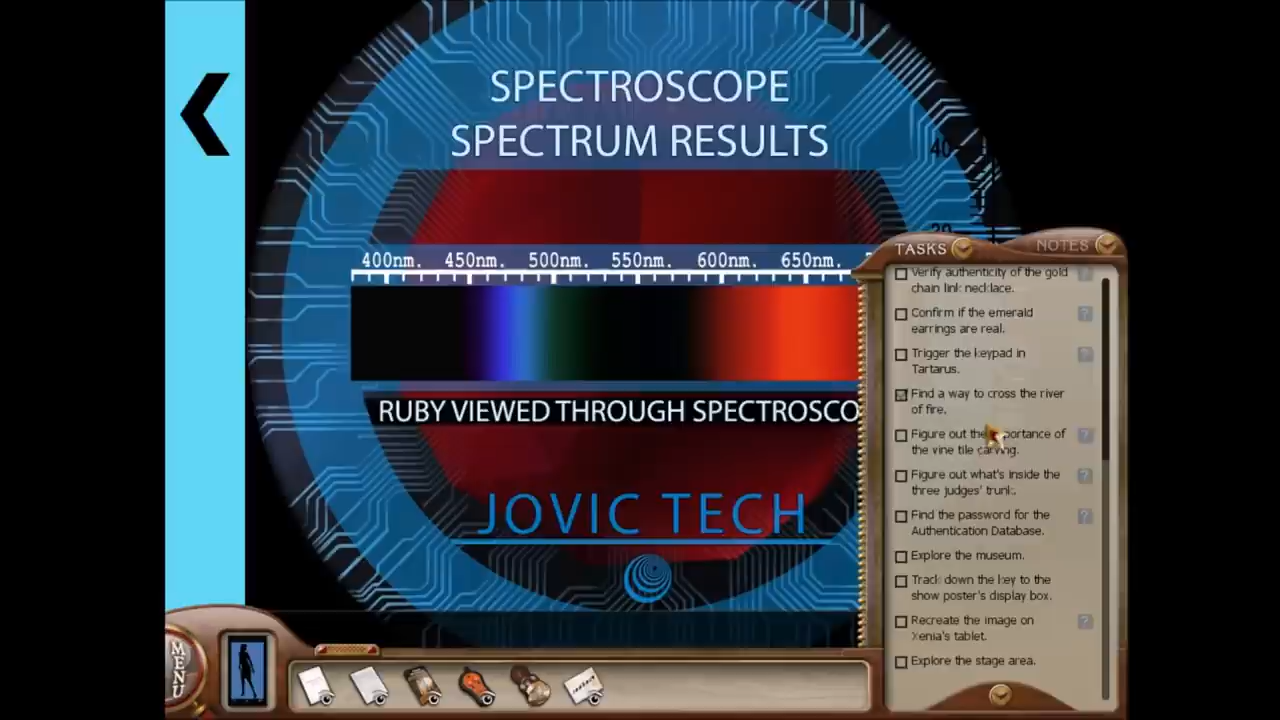 SPECTROSCOPE
SPECTRUM RESULTS
400nm. 450nm. 500nm. 550nm. 600nm. 650nm.
RUBY VIEWED THROUGH SPECTROSCO
JOVIC TECH
40
TASKS
NOTES
Verify authenticity of the gold
chain link necklace.
Confirm if the emerald
earrings are real.
Trigger the keypad in
Tartarus.
Find a way to cross the river
of fire.
Figure out the portance of
the vine tile carving.
Figure out what's inside the
three judges' trunk.
Find the password for the
Authentication Database.
Explore the museum.
Track down the key to the
show poster's display box.
Recreate the image on
Xenia's tablet.
Explore the stage area.
MENU